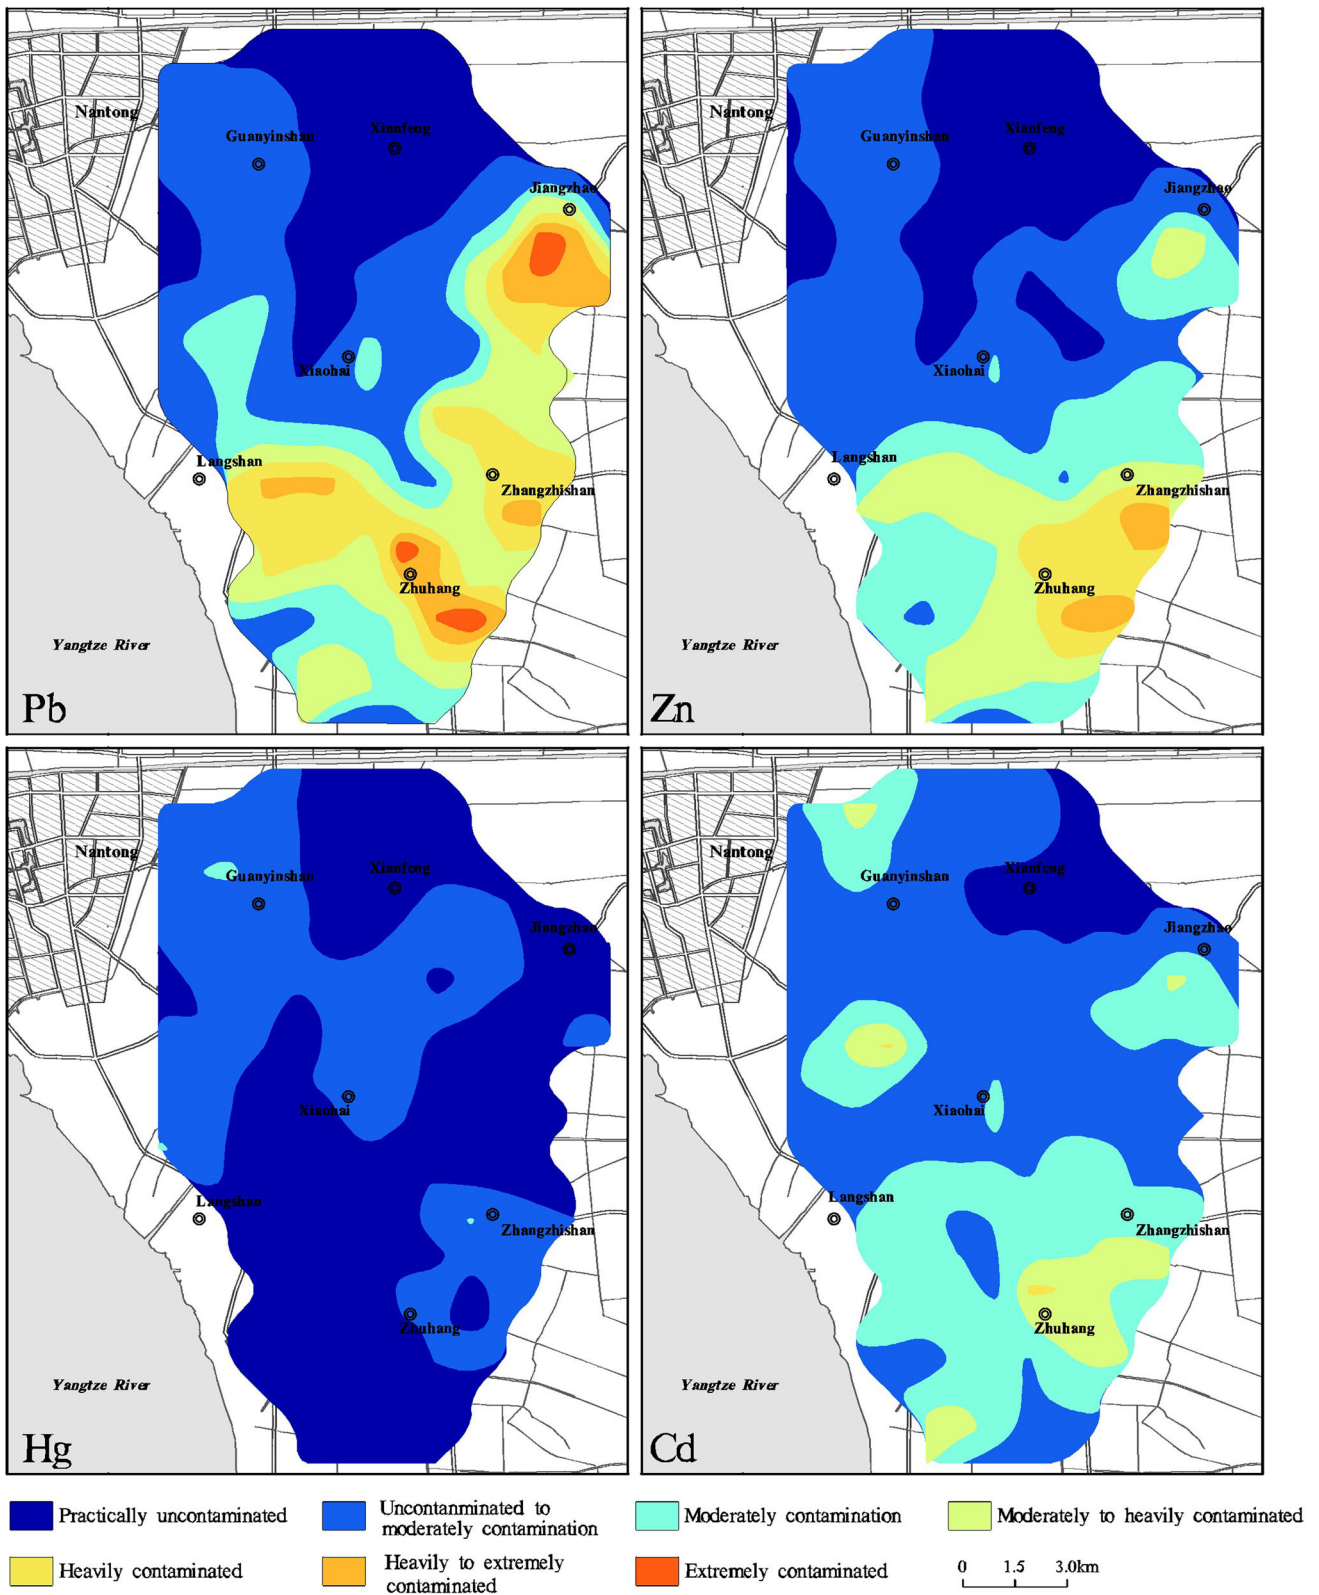 Nantong
Guanyinshan
Xianfeng
Jiangzhao
Xiaohai
Langshan
Zhangzhishan
Zhuhang
Yangtze River
Pb
Nantong
Guanyinshan
Xianfeng
Jiangzhao
Xiaohai
Langshan
Zhangzhishan
Zhuhang
Yangtze River
Zn
Nantong
Guanyinshan
Xianfeng
Jiangzhao
Xiaohai
Langshan
Zhangzhishan
Zhuhang
Yangtze River
Hg
Nantong
Guanyinshan
Xianfeng
Jiangzhao
Xiaohai
Langshan
Zhangzhishan
Zhuhang
Yangtze River
Cd
Practically uncontaminated
Uncontanminated to
moderately contamination
Moderately contamination
Moderately to heavily contaminated
Heavily contaminated
Heavily to extremely
contaminated
Extremely contaminated
0 1.5 3.0km